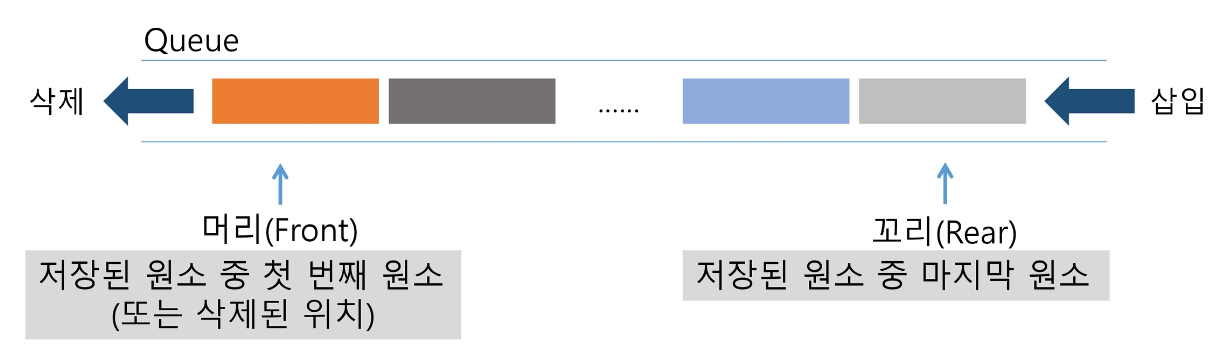 Queue
삭제
......
삽입
머리(Front)
저장된 원소 중 첫 번째 원소
(또는 삭제된 위치)
꼬리(Rear)
저장된 원소 중 마지막 원소